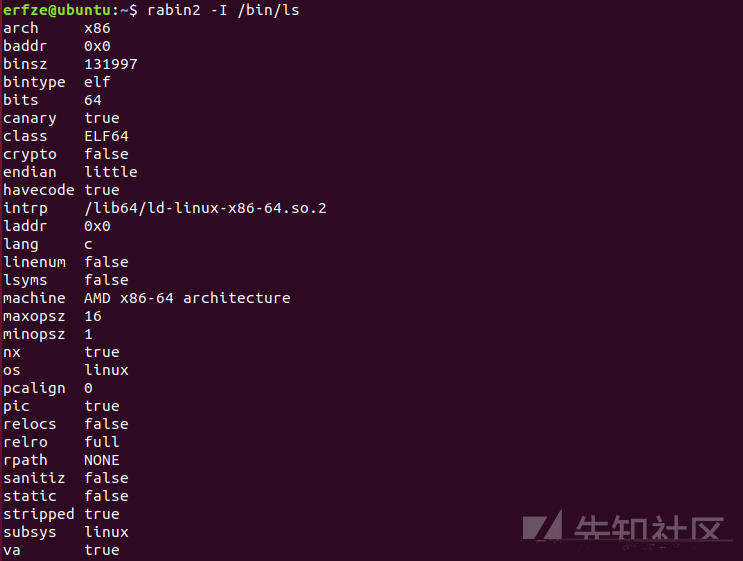 erfze@ubuntu:~$ rabin2 -I /bin/ls
arch     x86
baddr    0x0
binsz    131997
bintype  elf
bits     64
canary   true
class    ELF64
crypto   false
endian   little
havecode true
intrp    /lib64/ld-linux-x86-64.so.2
laddr    0x0
lang     c
linenum  false
lsyms    false
machine  AMD x86-64 architecture
maxopsz  16
minopsz  1
nx       true
os       linux
pcalign  0
pic      true
relocs   false
relro    full
rpath    NONE
sanitiz  false
static   false
stripped true
subsys   linux
va       true
先知社区